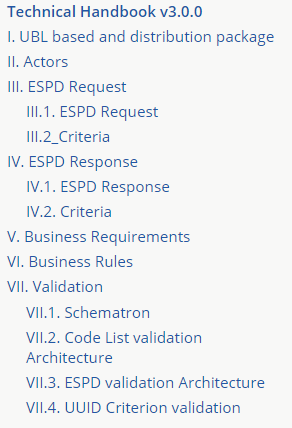 Technical Handbook v3.0.0
I. UBL based and distribution package
II. Actors
III. ESPD Request
III.1. ESPD Request
III.2_Criteria
IV. ESPD Response
IV.1. ESPD Response
IV.2. Criteria
V. Business Requirements
VI. Business Rules
VII. Validation
VII.1. Schematron
VII.2. Code List validation
Architecture
VII.3. ESPD validation Architecture
VII.4. UUID Criterion validation